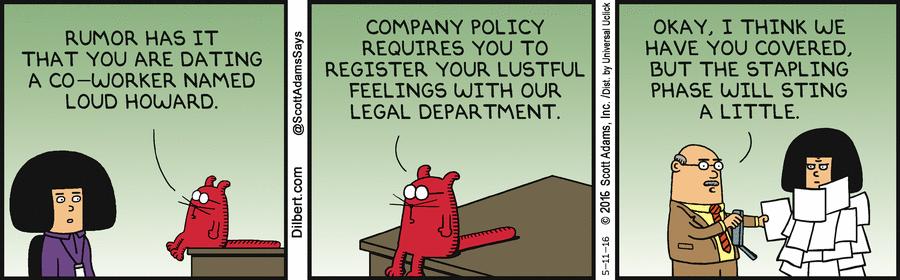 RUMOR HAS IT
THAT YOU ARE DATING
A CO-WORKER NAMED
LOUD HOWARD.
Dilbert.com @ScottAdamsSays
COMPANY POLICY
REQUIRES YOU TO
REGISTER YOUR LUSTFUL
FEELINGS WITH OUR
LEGAL DEPARTMENT.
5-11-16 © 2016 Scott Adams, Inc. /Dist. by Universal Uclick
OKAY, I THINK WE
HAVE YOU COVERED,
BUT THE STAPLING
PHASE WILL STING
A LITTLE.